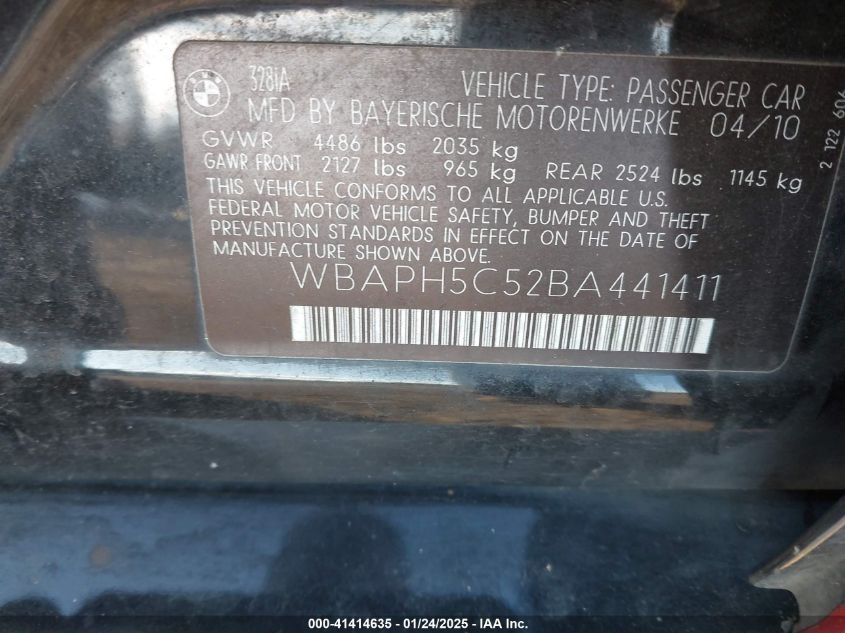 BMW
328iA
VEHICLE TYPE: PASSENGER CAR
MFD BY BAYERISCHE MOTORENWERKE 04/10
GVWR 4486 lbs 2035 kg
GAWR FRONT 2127 lbs 965 kg REAR 2524 lbs 1145 kg
THIS VEHICLE CONFORMS TO ALL APPLICABLE U.S.
FEDERAL MOTOR VEHICLE SAFETY, BUMPER AND THEFT
PREVENTION STANDARDS IN EFFECT ON THE DATE OF
MANUFACTURE SHOWN ABOVE.
WBAPH5C52BA441411
2 122 606
000-41414635 - 01/24/2025 - IAA Inc.